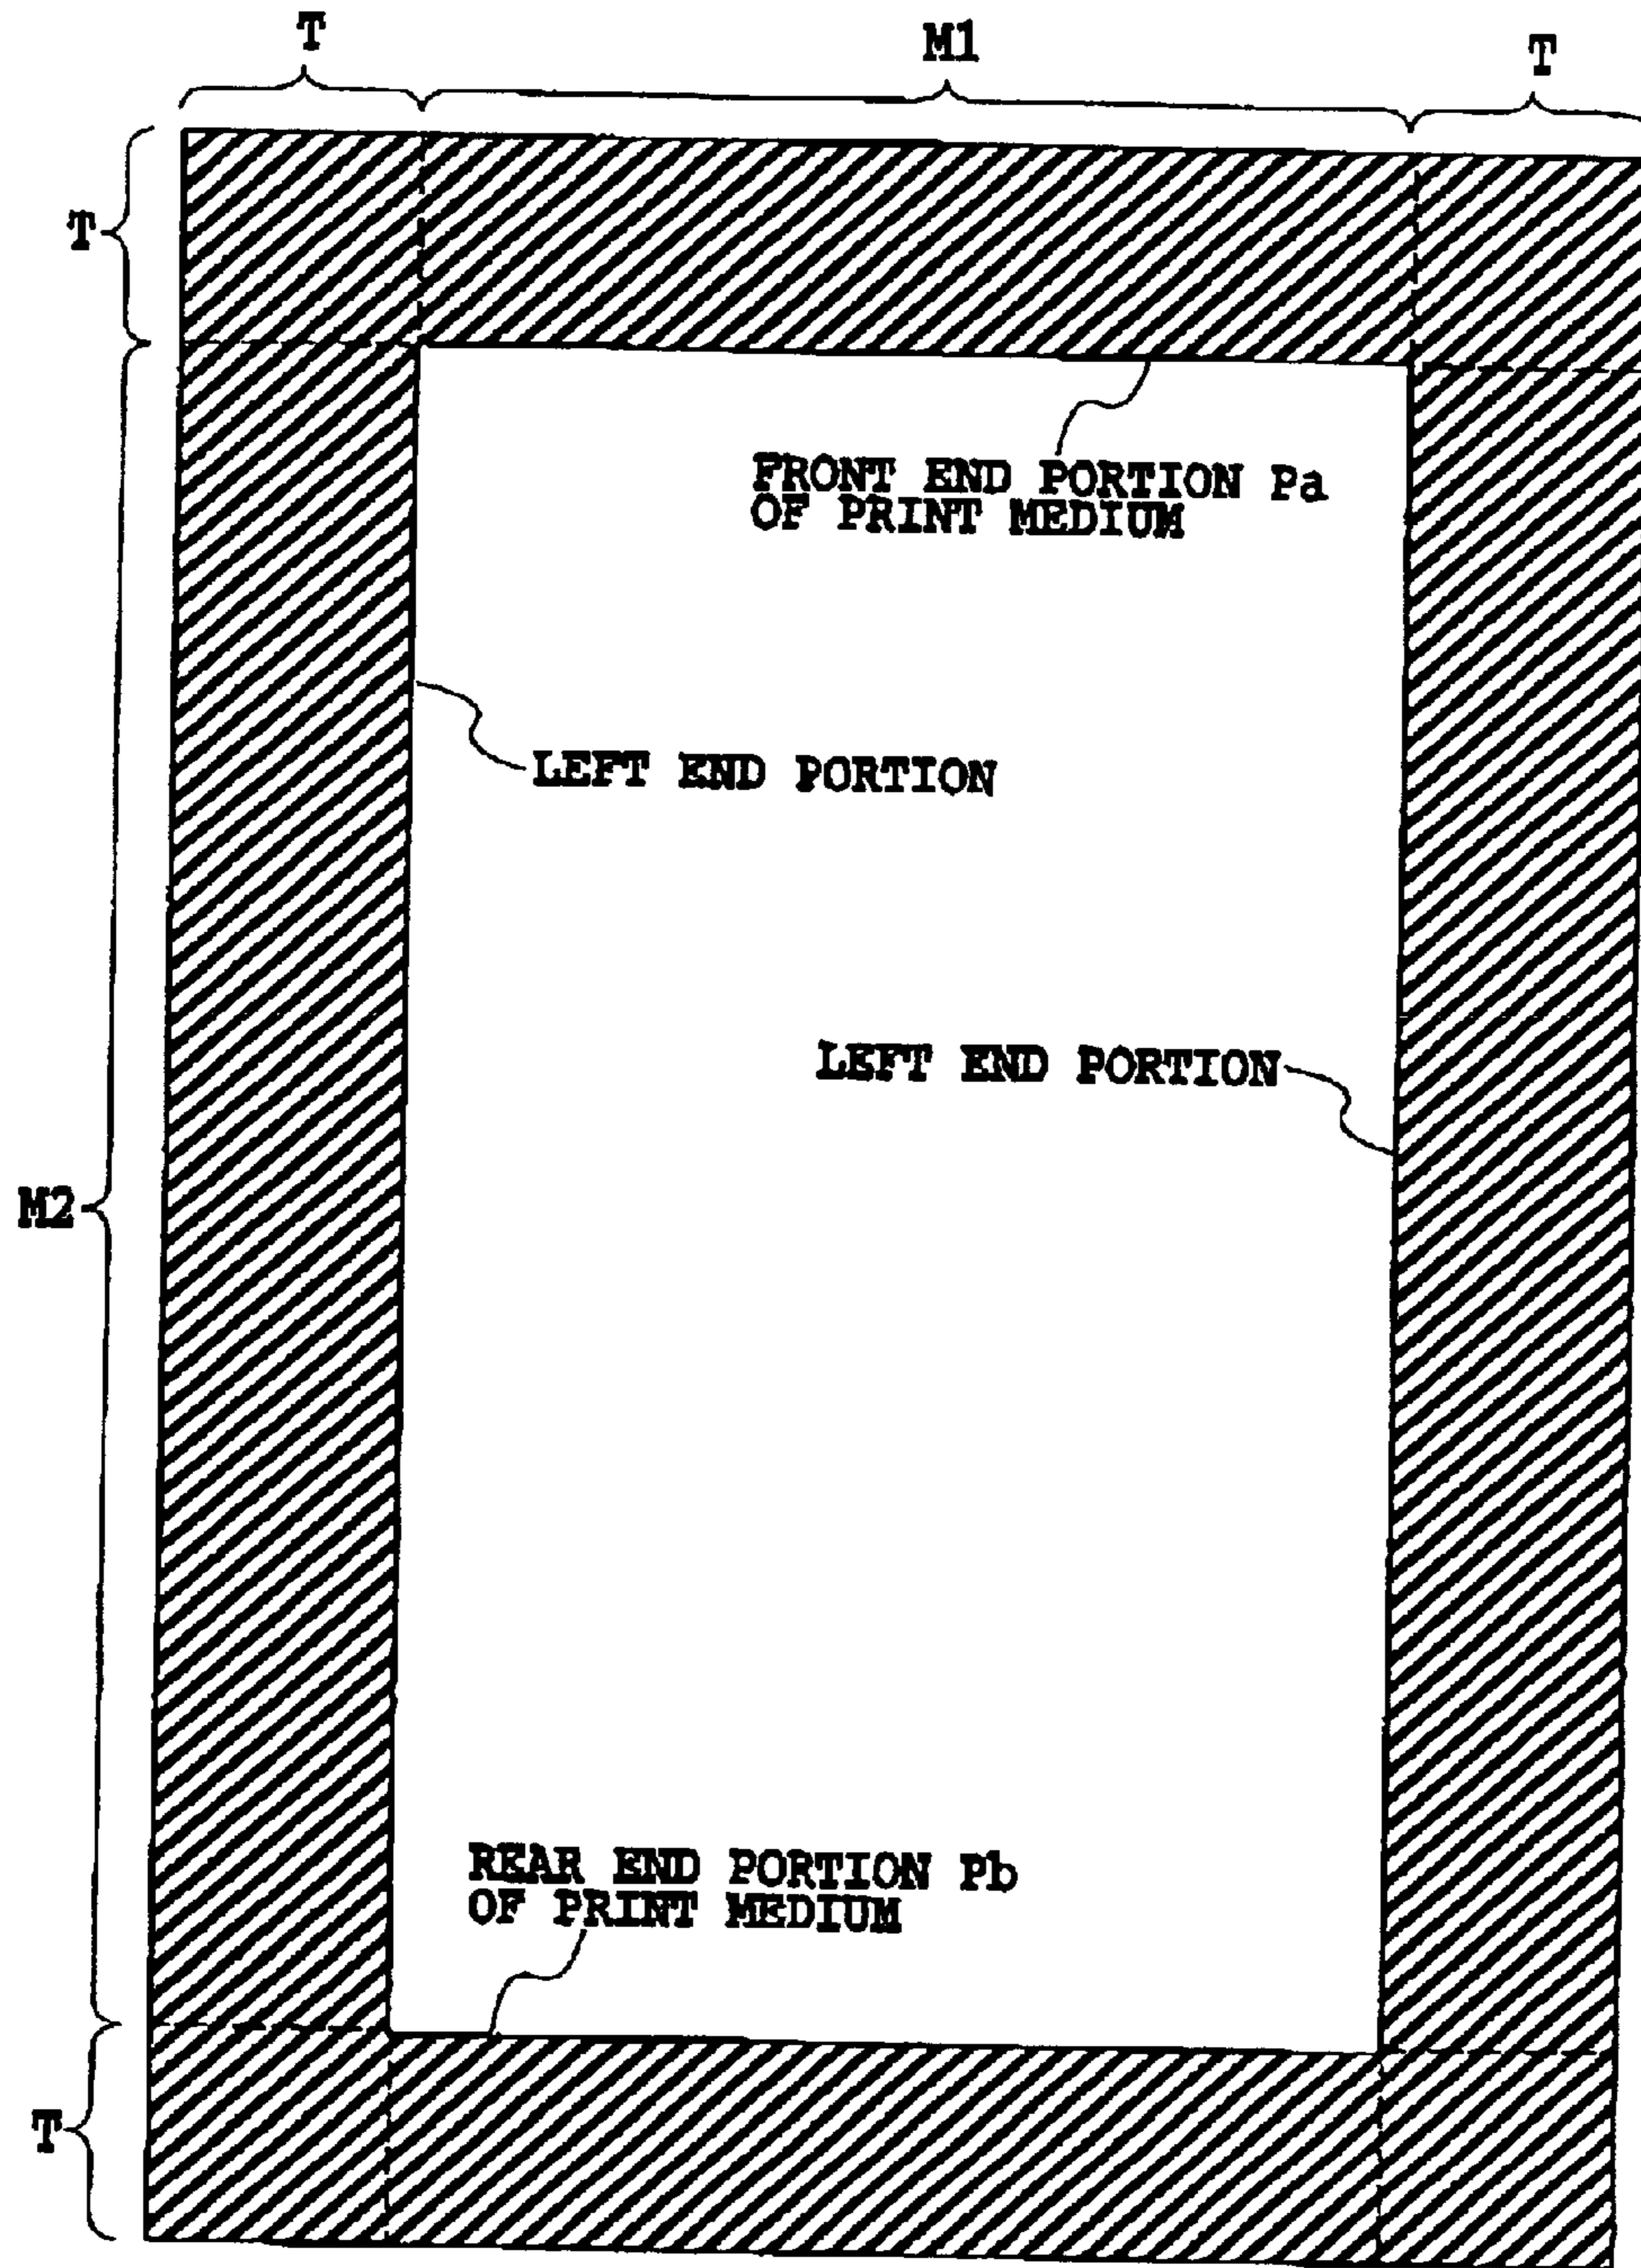 T
M1
T
T
FRONT END PORTION Pa
OF PRINT MEDIUM
LEFT END PORTION
LEFT END PORTION
M2
REAR END PORTION Pb
OF PRINT MEDIUM
T